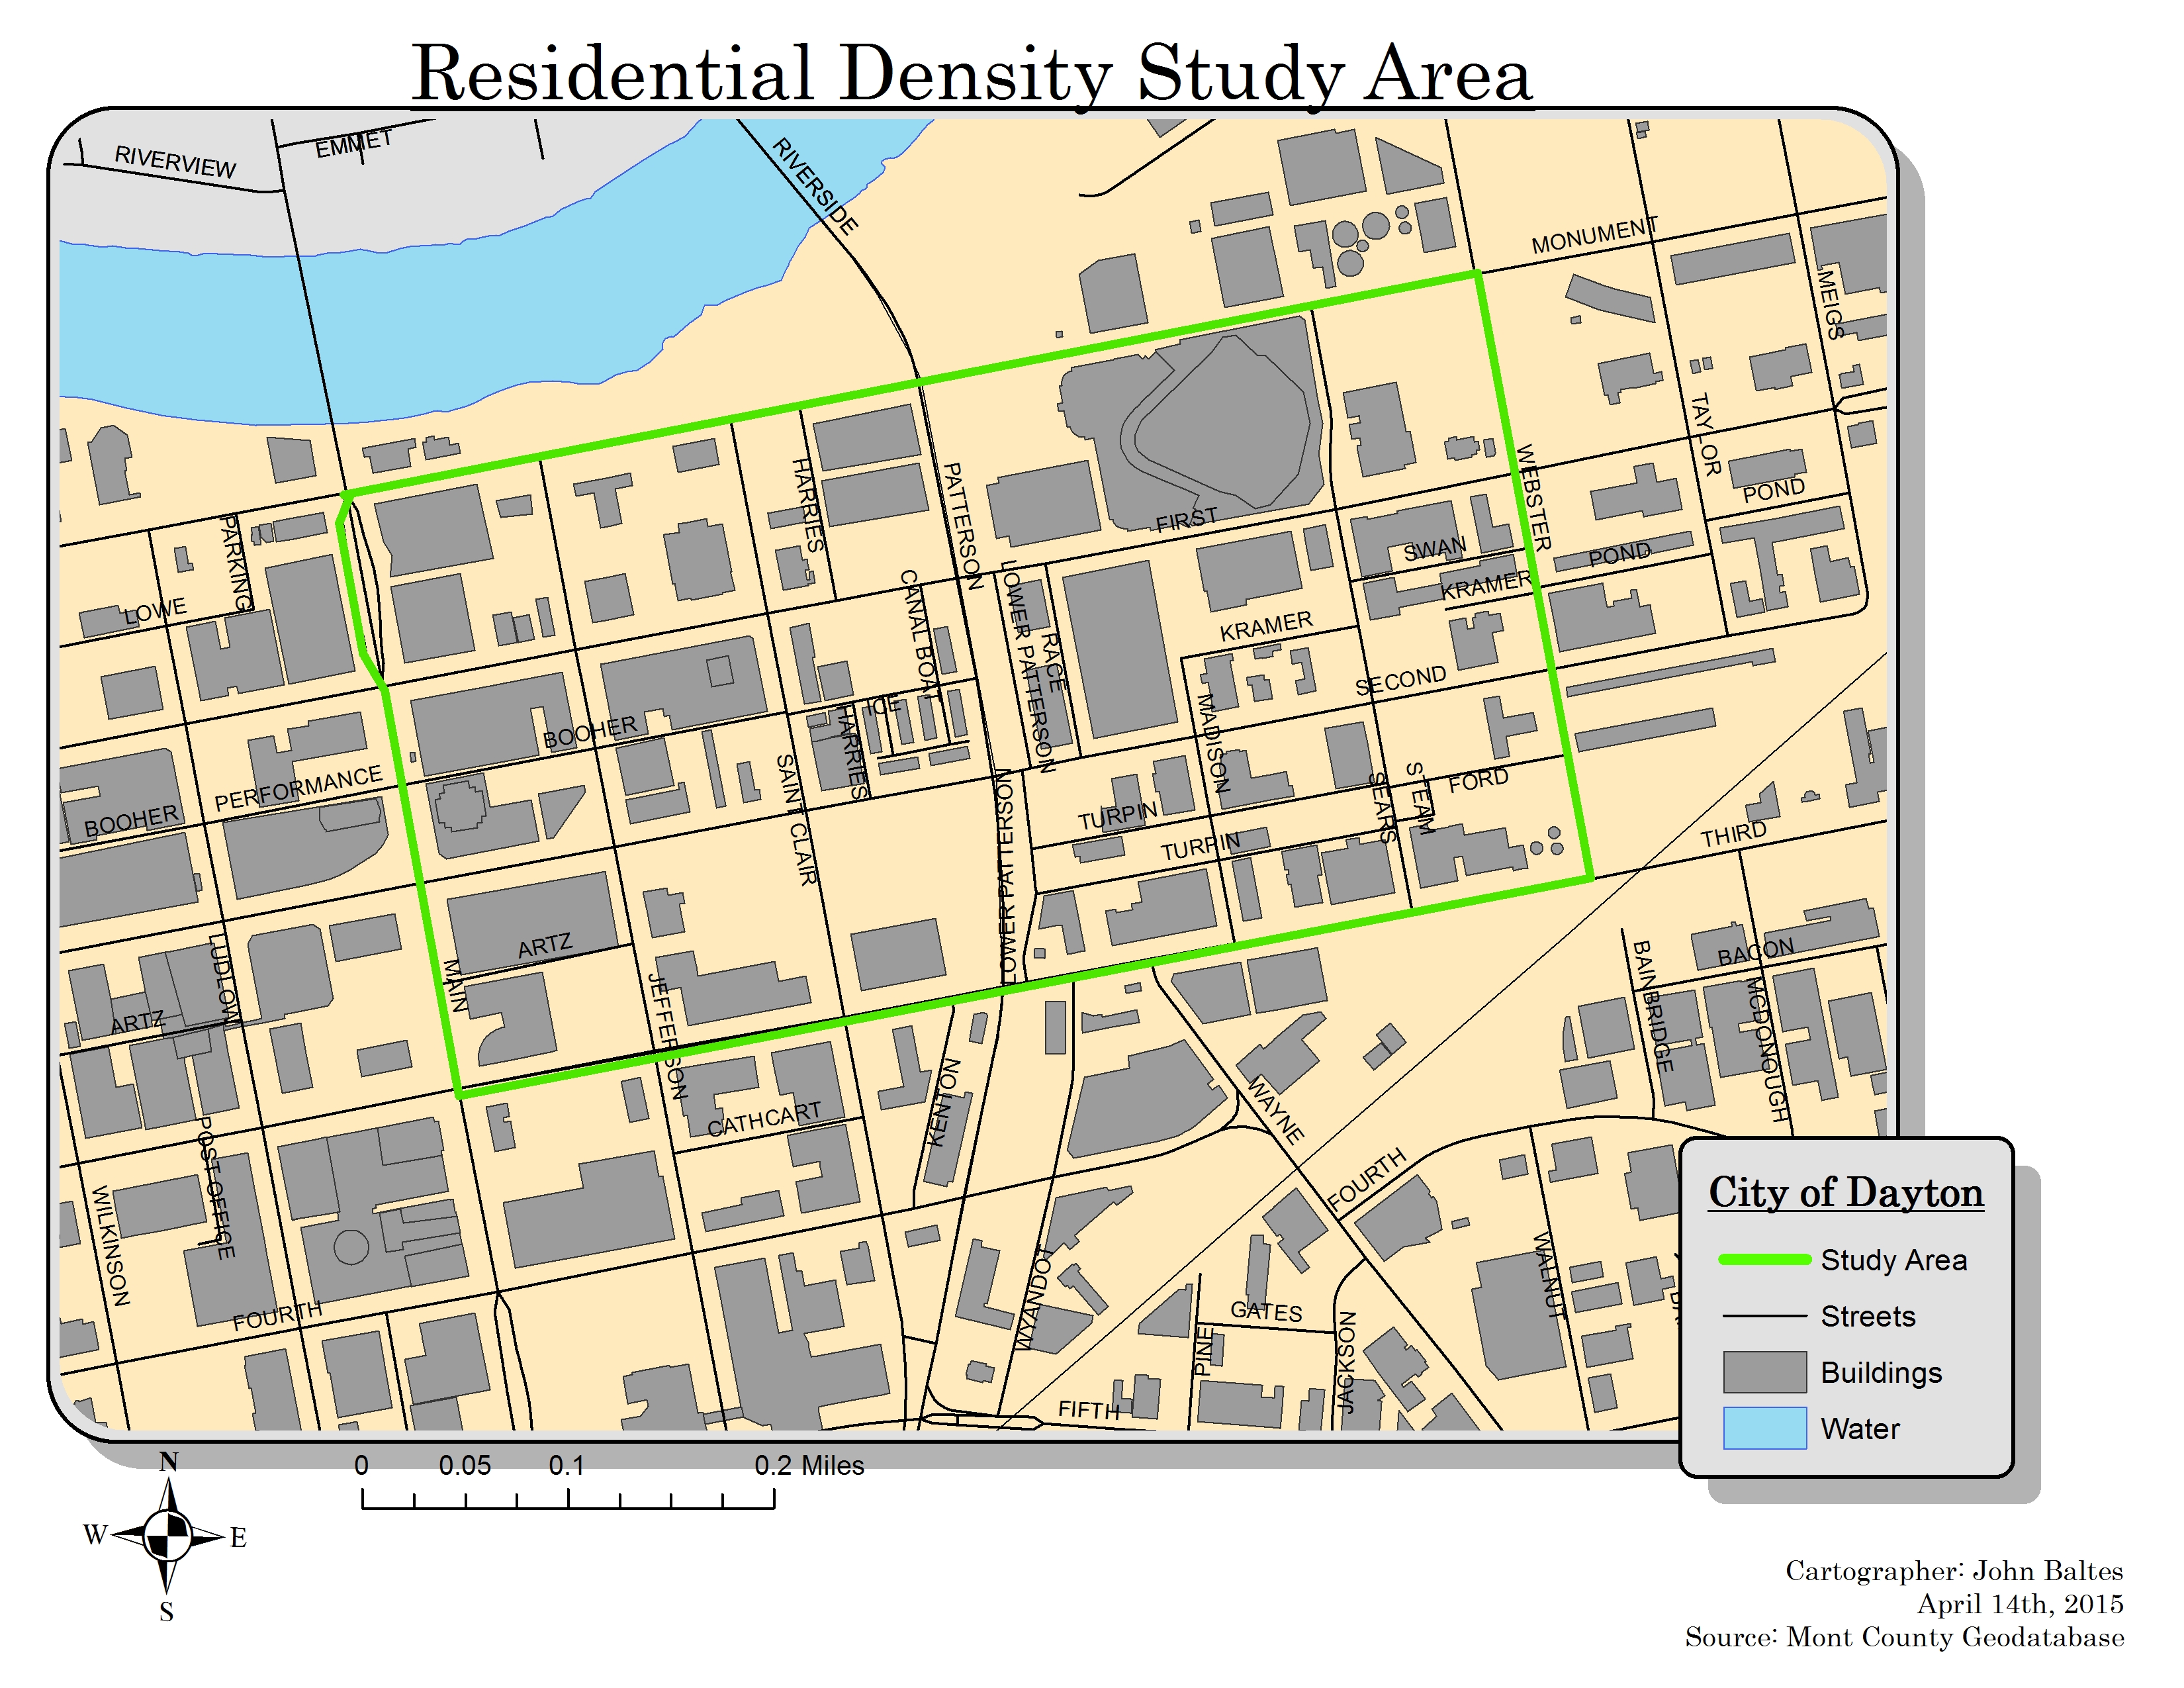 Residential Density Study Area
RIVERVIEW
EMMET
RIVERSIDE
MONUMENT
MEIGS
TAYLOR
WEBSTER
HARRIES
PATTERSON
PARKING
FIRST
POND
SWAN
POND
KRAMER
LOWE
CANAL BOAT
LOWER PATTERSON
RACE
KRAMER
SECOND
ICE
HARRIES
BOOHER
MADISON
SAINT CLAIR
PERFORMANCE
BOOHER
LOWER PATTERSON
TURPIN
TURPIN
SEARS
STEAM
FORD
THIRD
LUDLOW
MAIN
ARTZ
ARTZ
JEFFERSON
BAINBRIDGE
BACON
MCDONOUGH
KENTON
CATHCART
WAYNE
POST OFFICE
WILKINSON
FOURTH
FOURTH
WYANDOT
WALNUT
GATES
PINE
JACKSON
FIFTH
City of Dayton
Study Area
Streets
Buildings
Water
N
W E
S
0 0.05 0.1 0.2 Miles
Cartographer: John Baltes
April 14th, 2015
Source: Mont County Geodatabase